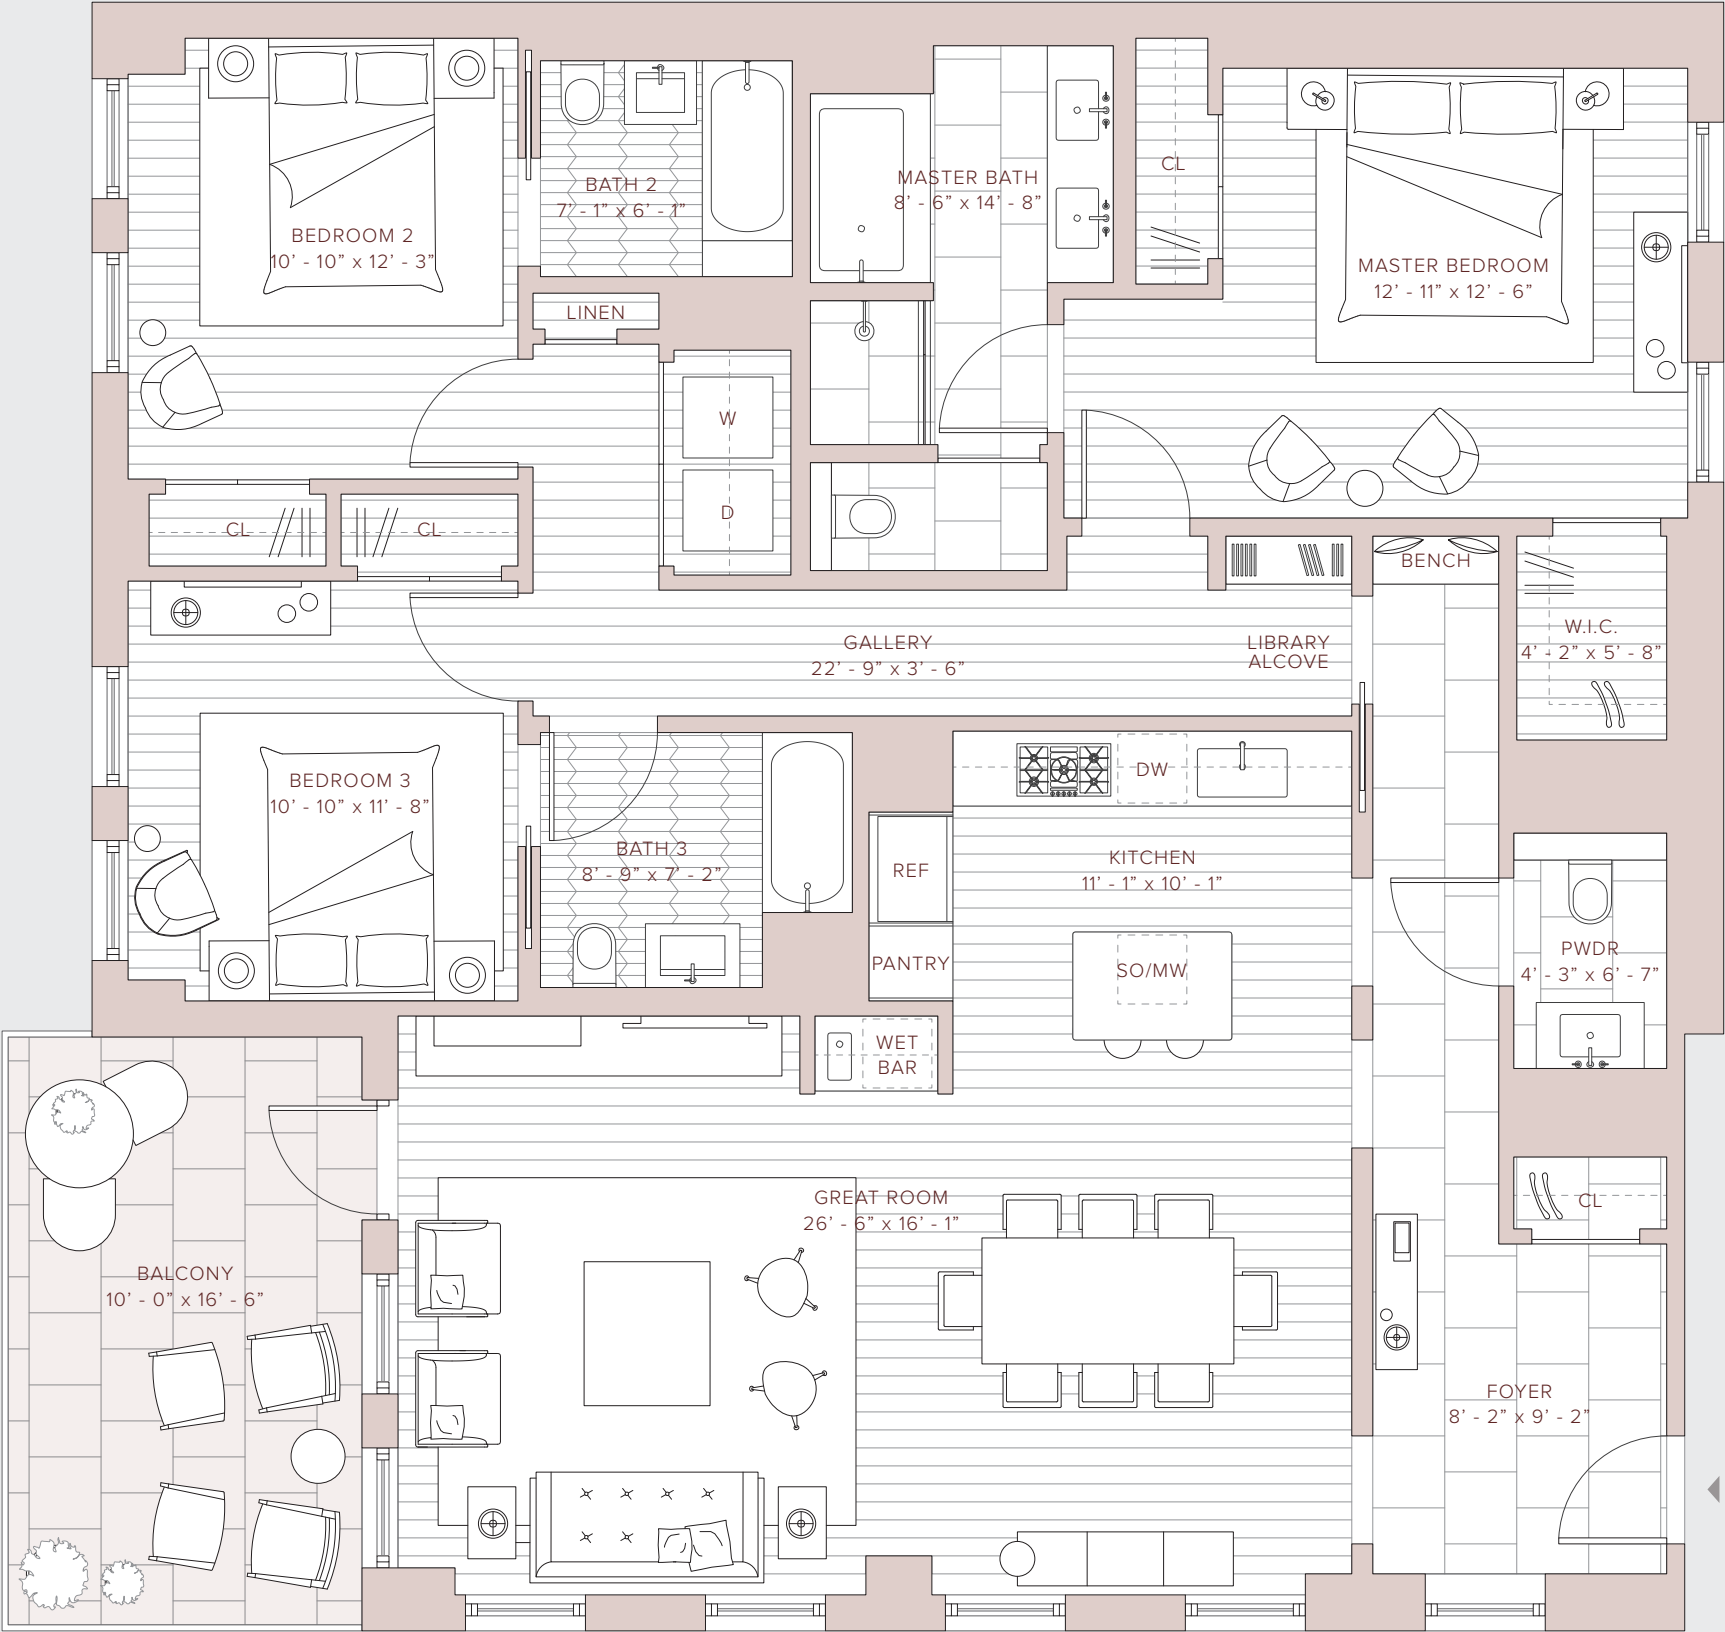 BATH 2
7’ - 1” x 6’ - 1”
MASTER BATH
8’ - 6” x 14’ - 8”
CL
BEDROOM 2
10’ - 10” x 12’ - 3”
MASTER BEDROOM
12’ - 11” x 12’ - 6”
LINEN
W
D
CL
CL
BENCH
GALLERY
22’ - 9” x 3’ - 6”
LIBRARY
ALCOVE
W.I.C.
4’ - 2” x 5’ - 8”
BEDROOM 3
10’ - 10” x 11’ - 8”
DW
BATH 3
8’ - 9” x 7’ - 2”
REF
KITCHEN
11’ - 1” x 10’ - 1”
PANTRY
SO/MW
PWDR
4’ - 3” x 6’ - 7”
WET
BAR
GREAT ROOM
26’ - 6” x 16’ - 1”
CL
BALCONY
10’ - 0” x 16’ - 6”
FOYER
8’ - 2” x 9’ - 2”